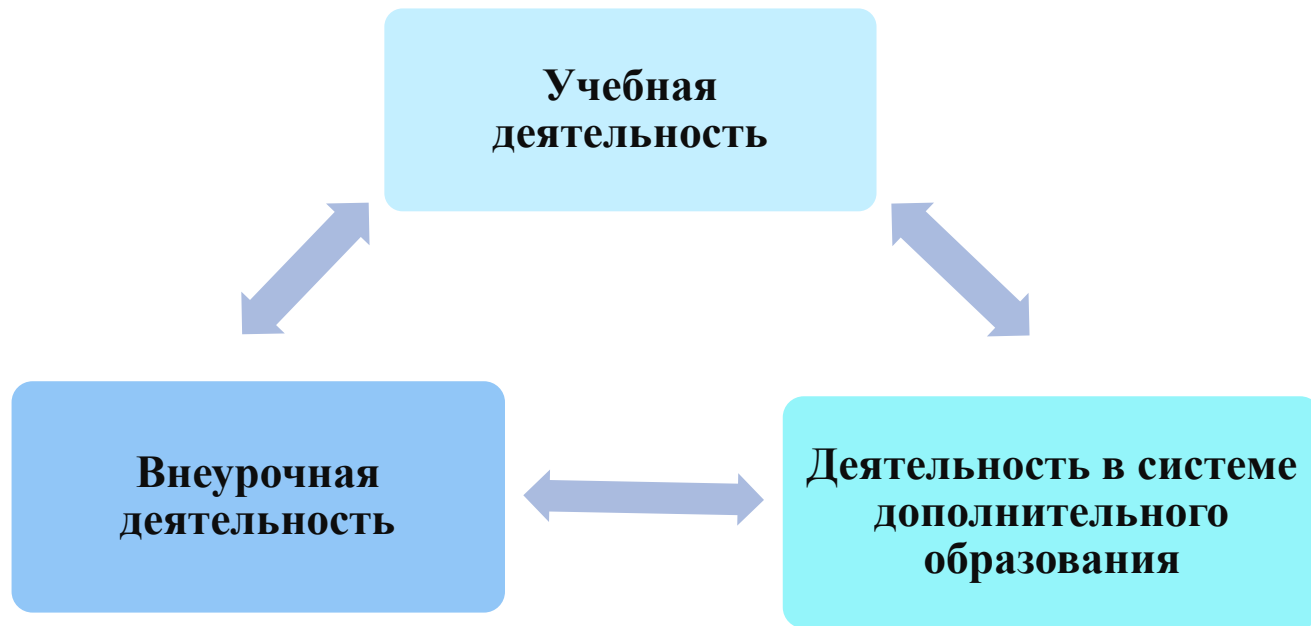 Учебная
деятельность
Внеурочная
деятельность
Деятельность в системе
дополнительного
образования